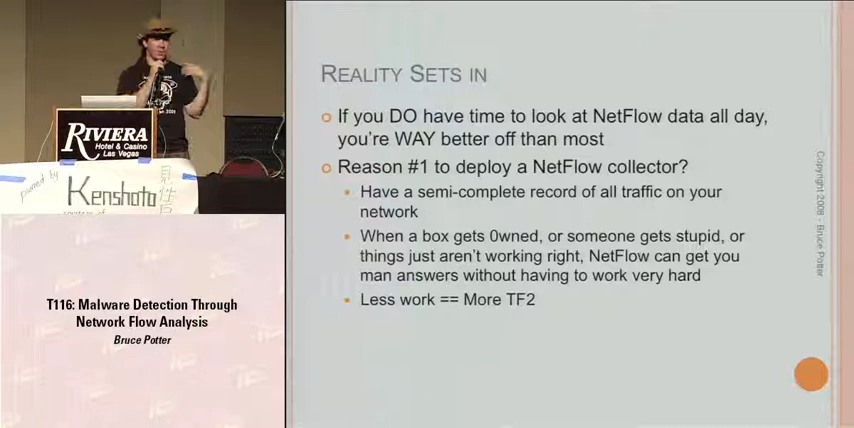 RIVIERA
Hotel & Casino
Las Vegas
pwned by
Kenshoto
T116: Malware Detection Through
Network Flow Analysis
Bruce Potter
REALITY SETS IN
If you DO have time to look at NetFlow data all day,
you're WAY better off than most
Reason #1 to deploy a NetFlow collector?
Have a semi-complete record of all traffic on your
network
When a box gets 0wned, or someone gets stupid, or
things just aren't working right, NetFlow can get you
man answers without having to work very hard
Less work == More TF2
Copyright 2008 - Bruce Potter